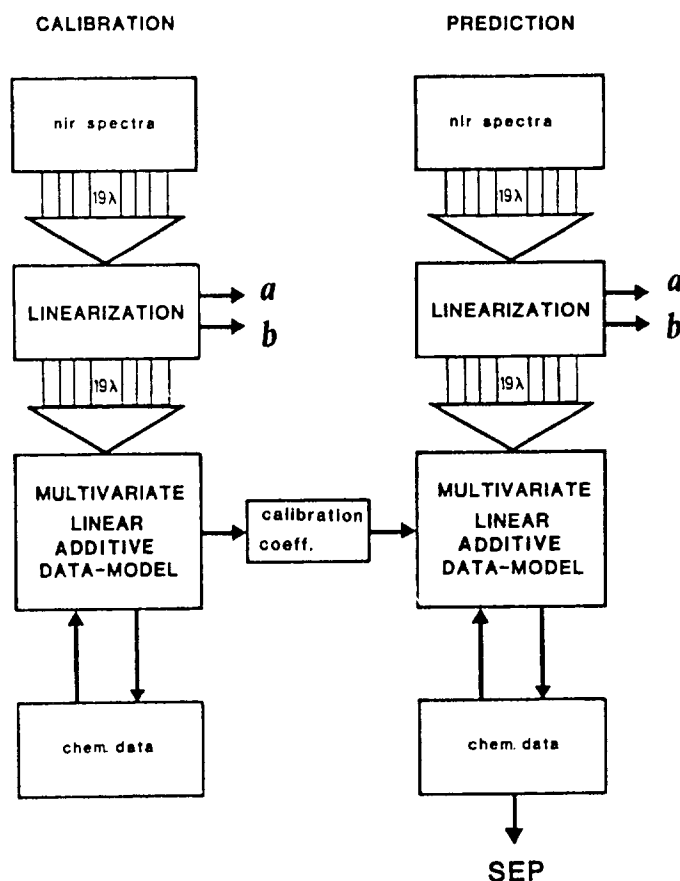 CALIBRATION
nir spectra
19λ
LINEARIZATION
a
b
19λ
MULTIVARIATE
LINEAR
ADDITIVE
DATA-MODEL
calibration
coeff.
chem. data
PREDICTION
nir spectra
19λ
LINEARIZATION
a
b
19λ
MULTIVARIATE
LINEAR
ADDITIVE
DATA-MODEL
chem. data
SEP